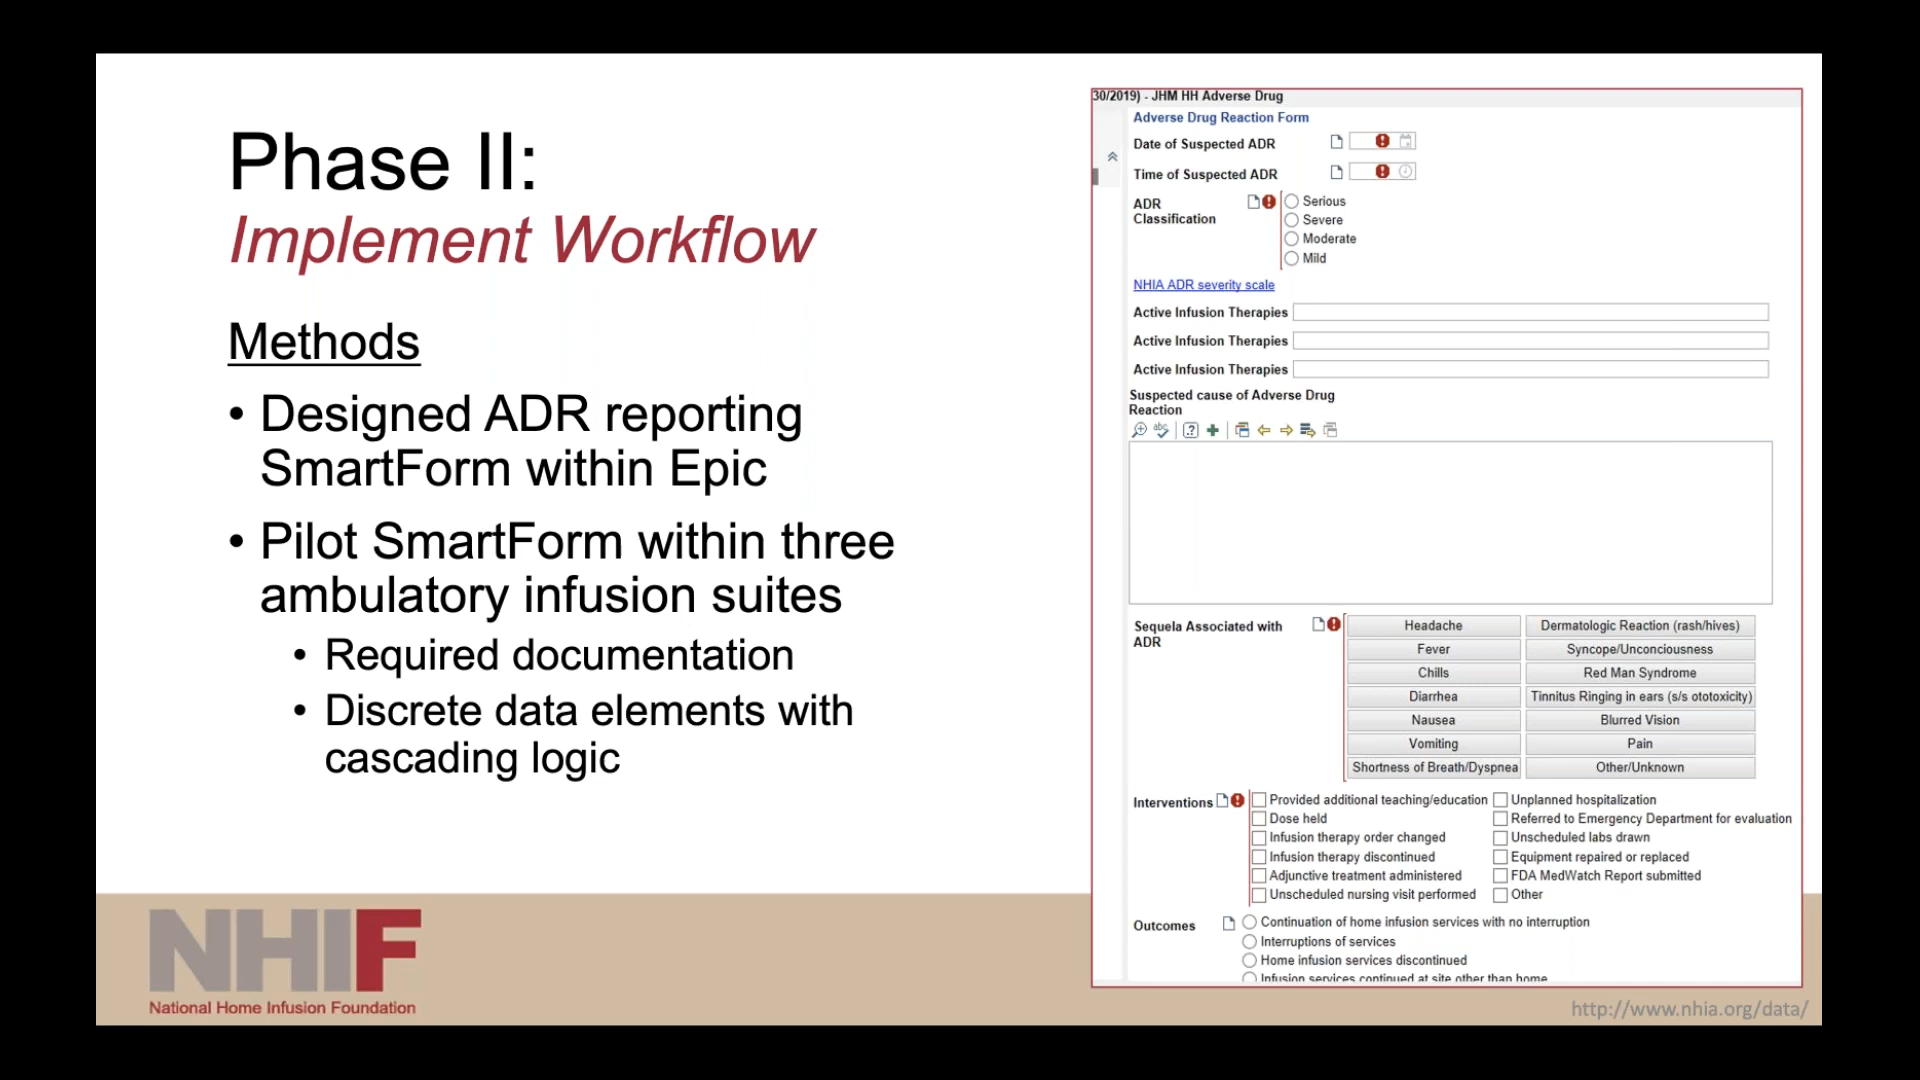 Phase II:
Implement Workflow
Methods
• Designed ADR reporting
SmartForm within Epic
• Pilot SmartForm within three
ambulatory infusion suites
• Required documentation
• Discrete data elements with
cascading logic
NHIF
National Home Infusion Foundation
30/2019) - JHM HH Adverse Drug
Adverse Drug Reaction Form
Date of Suspected ADR
Time of Suspected ADR
ADR
Classification
Serious
Severe
Moderate
Mild
NHIA ADR severity scale
Active Infusion Therapies
Active Infusion Therapies
Active Infusion Therapies
Suspected cause of Adverse Drug
Reaction
Sequela Associated with
ADR
Headache Dermatologic Reaction (rash/hives)
Fever Syncope/Unconciousness
Chills Red Man Syndrome
Diarrhea Tinnitus Ringing in ears (s/s ototoxicity)
Nausea Blurred Vision
Vomiting Pain
Shortness of Breath/Dyspnea Other/Unknown
Interventions
Provided additional teaching/education Unplanned hospitalization
Dose held Referred to Emergency Department for evaluation
Infusion therapy order changed Unscheduled labs drawn
Infusion therapy discontinued Equipment repaired or replaced
Adjunctive treatment administered FDA MedWatch Report submitted
Unscheduled nursing visit performed Other
Outcomes
Continuation of home infusion services with no interruption
Interruptions of services
Home infusion services discontinued
Infusion services continued at site other than home
http://www.nhia.org/data/